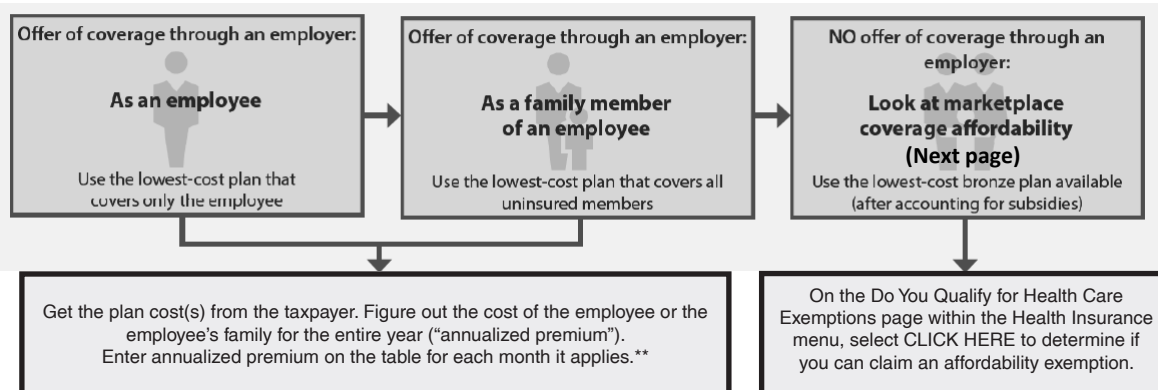 Offer of coverage through an employer:
As an employee
Use the lowest-cost plan that
covers only the employee
Offer of coverage through an employer:
As a family member
of an employee
Use the lowest-cost plan that covers all
uninsured members
NO offer of coverage through an
employer:
Look at marketplace
coverage affordability
(Next page)
Use the lowest-cost bronze plan available
(after accounting for subsidies)
Get the plan cost(s) from the taxpayer. Figure out the cost of the employee or the
employee's family for the entire year (“annualized premium”).
Enter annualized premium on the table for each month it applies.**
On the Do You Qualify for Health Care
Exemptions page within the Health Insurance
menu, select CLICK HERE to determine if
you can claim an affordability exemption.